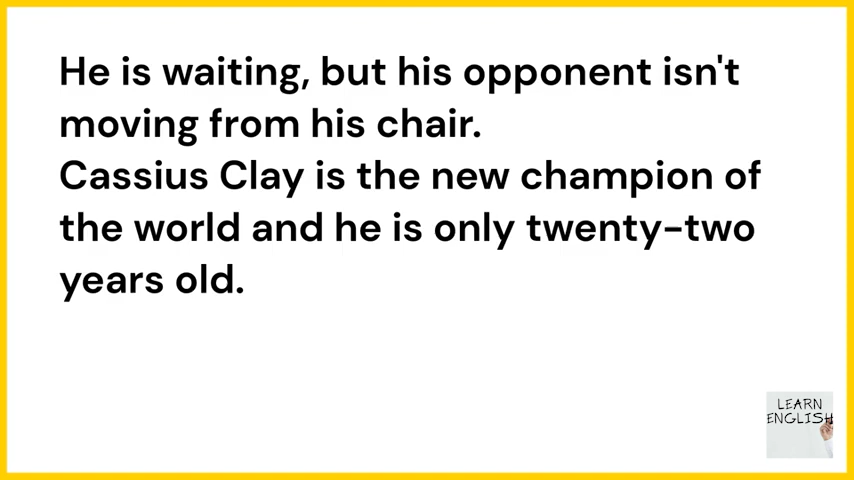 He is waiting, but his opponent isn't
moving from his chair.
Cassius Clay is the new champion of
the world and he is only twenty-two
years old.
LEARN
ENGLISH